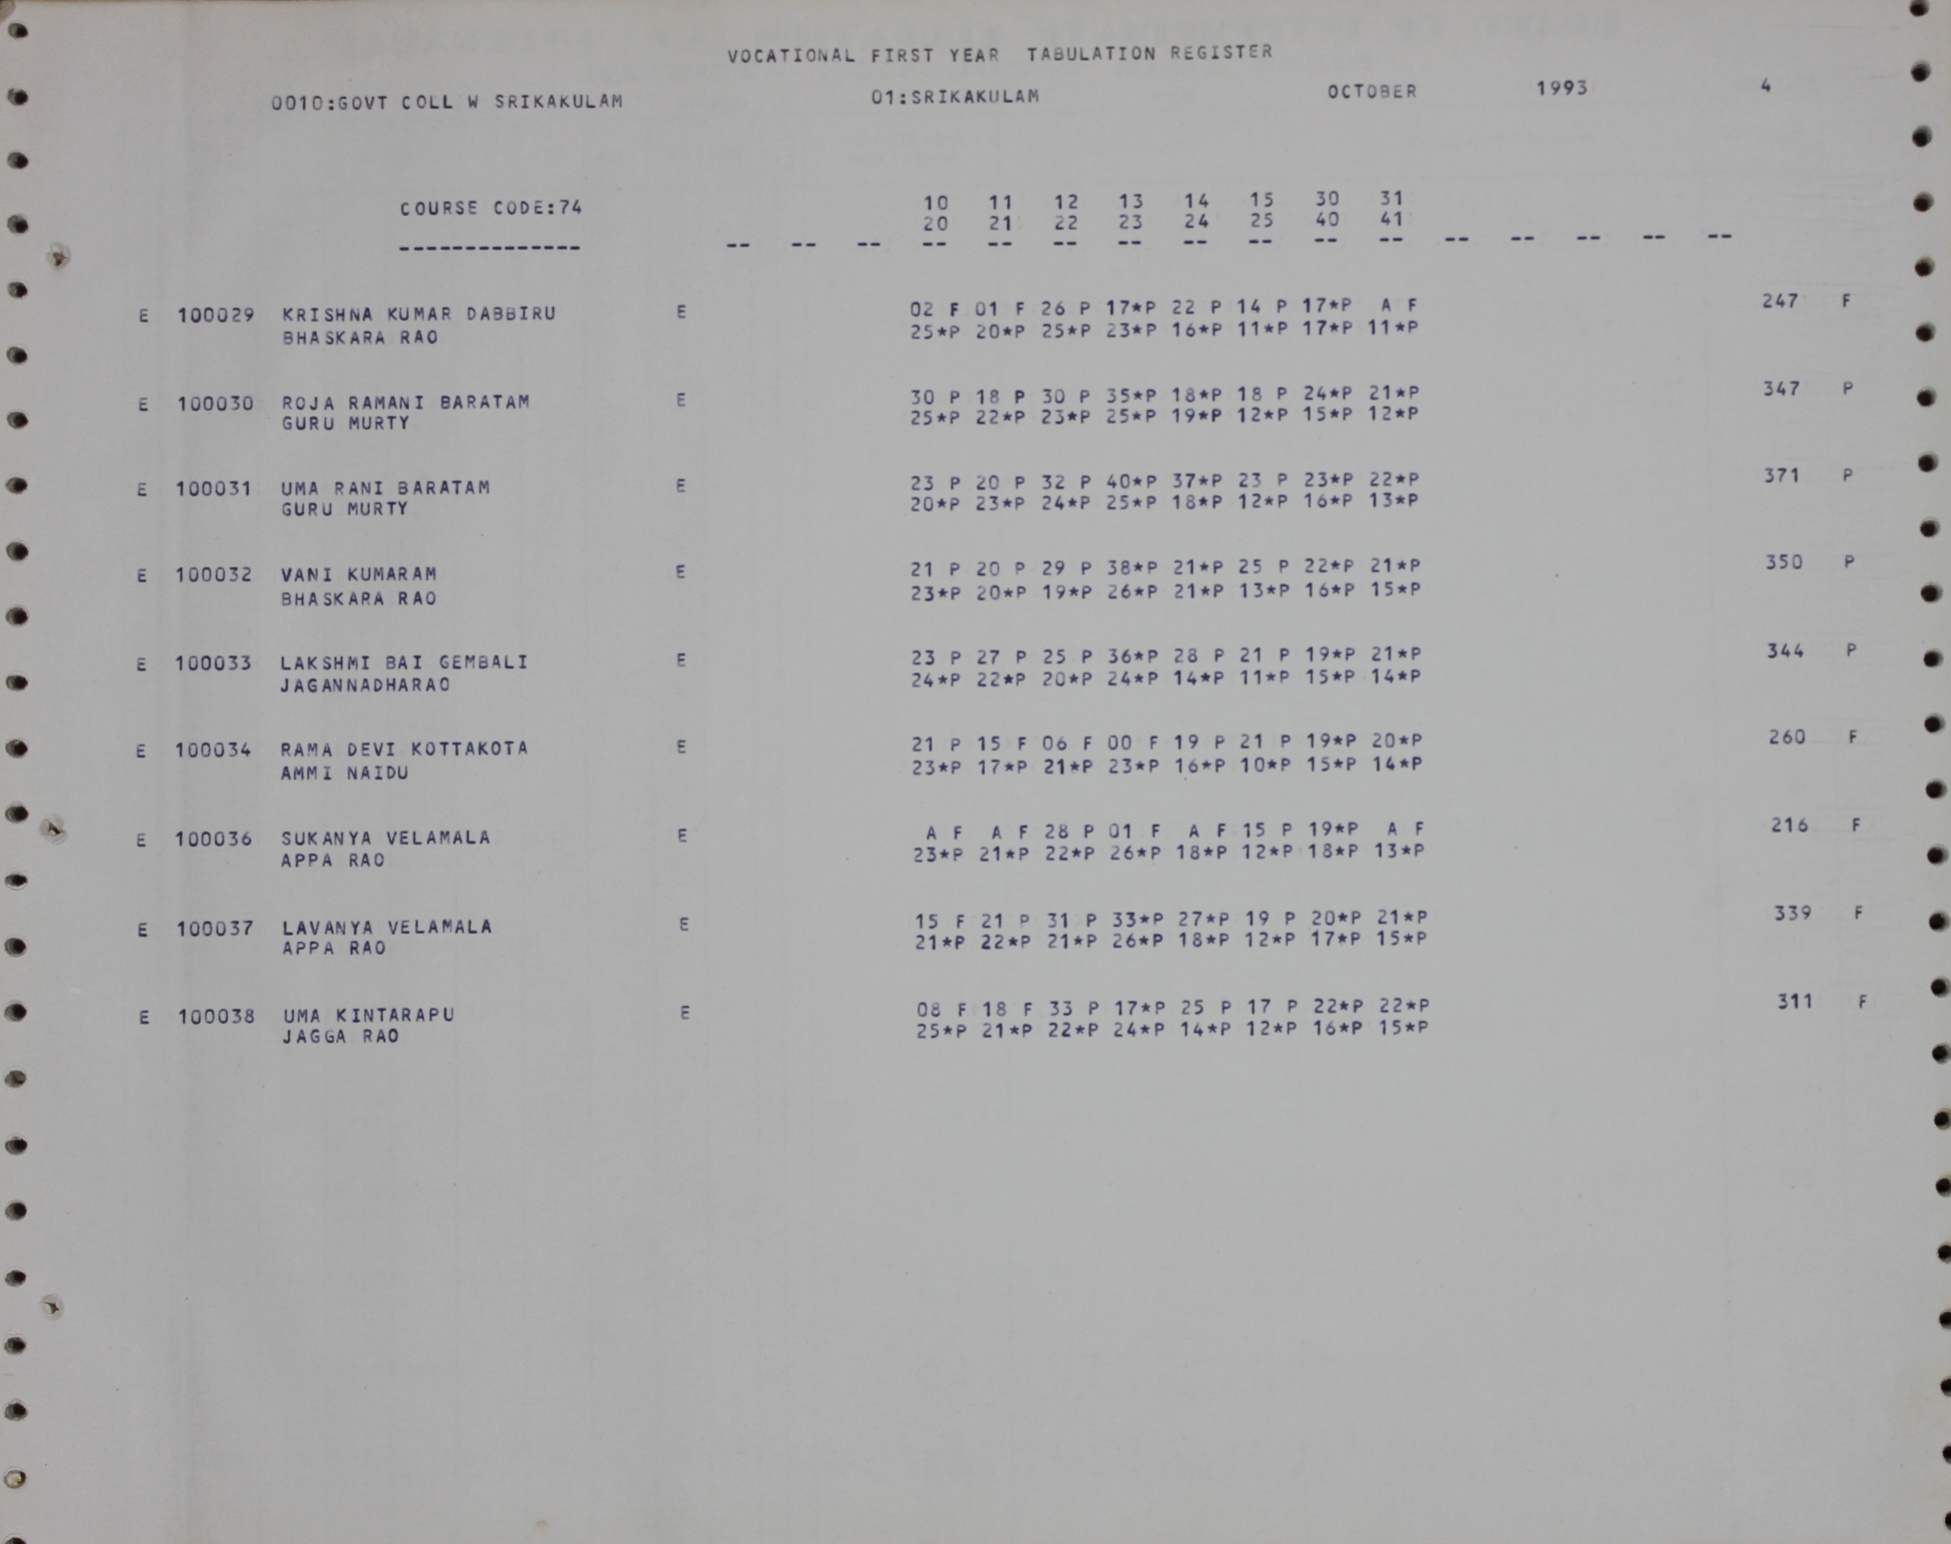 VOCATIONAL FIRST YEAR TABULATION REGISTER
0010:GOVT COLL W SRIKAKULAM 01:SRIKAKULAM OCTOBER 1993 4
COURSE CODE:74 10 11 12 13 14 15 30 31
20 21 22 23 24 25 40 41
-------------- -- -- -- -- -- -- -- -- -- -- -- -- -- -- -- --
E 100029 KRISHNA KUMAR DABBIRU E 02 F 01 F 26 P 17*P 22 P 14 P 17*P A F 247 F
BHASKARA RAO 25*P 20*P 25*P 23*P 16*P 11*P 17*P 11*P
E 100030 ROJA RAMANI BARATAM E 30 P 18 P 30 P 35*P 18*P 18 P 24*P 21*P 347 P
GURU MURTY 25*P 22*P 23*P 25*P 19*P 12*P 15*P 12*P
E 100031 UMA RANI BARATAM E 23 P 20 P 32 P 40*P 37*P 23 P 23*P 22*P 371 P
GURU MURTY 20*P 23*P 24*P 25*P 18*P 12*P 16*P 13*P
E 100032 VANI KUMARAM E 21 P 20 P 29 P 38*P 21*P 25 P 22*P 21*P 350 P
BHASKARA RAO 23*P 20*P 19*P 26*P 21*P 13*P 16*P 15*P
E 100033 LAKSHMI BAI GEMBALI E 23 P 27 P 25 P 36*P 28 P 21 P 19*P 21*P 344 P
JAGANNADHARAO 24*P 22*P 20*P 24*P 14*P 11*P 15*P 14*P
E 100034 RAMA DEVI KOTTAKOTA E 21 P 15 F 06 F 00 F 19 P 21 P 19*P 20*P 260 F
AMMI NAIDU 23*P 17*P 21*P 23*P 16*P 10*P 15*P 14*P
E 100036 SUKANYA VELAMALA E A F A F 28 P 01 F A F 15 P 19*P A F 216 F
APPA RAO 23*P 21*P 22*P 26*P 18*P 12*P 18*P 13*P
E 100037 LAVANYA VELAMALA E 15 F 21 P 31 P 33*P 27*P 19 P 20*P 21*P 339 F
APPA RAO 21*P 22*P 21*P 26*P 18*P 12*P 17*P 15*P
E 100038 UMA KINTARAPU E 08 F 18 F 33 P 17*P 25 P 17 P 22*P 22*P 311 F
JAGGA RAO 25*P 21*P 22*P 24*P 14*P 12*P 16*P 15*P